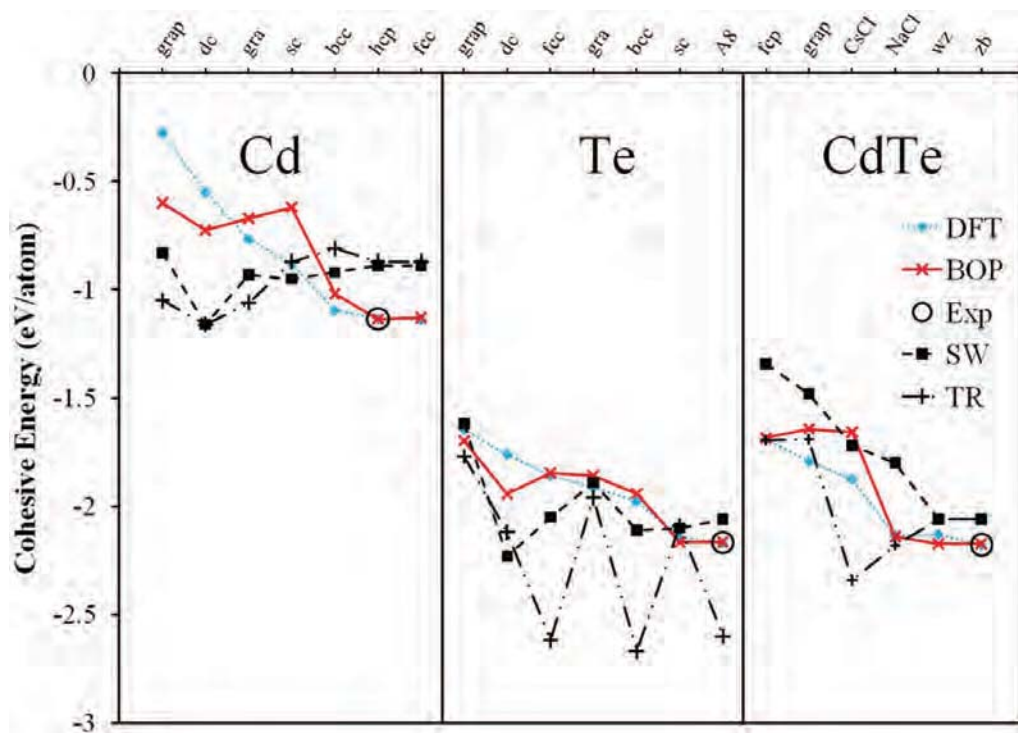 grap dc gra sc bcc hcp fcc grap dc fcc gra bcc sc A8 grap CsCl NaCl wz zb
0
Cd Te CdTe
-0.5
DFT
BOP
-1
Exp
SW
-1.5
TR
-2
-2.5
-3
Cohesive Energy (eV/atom)